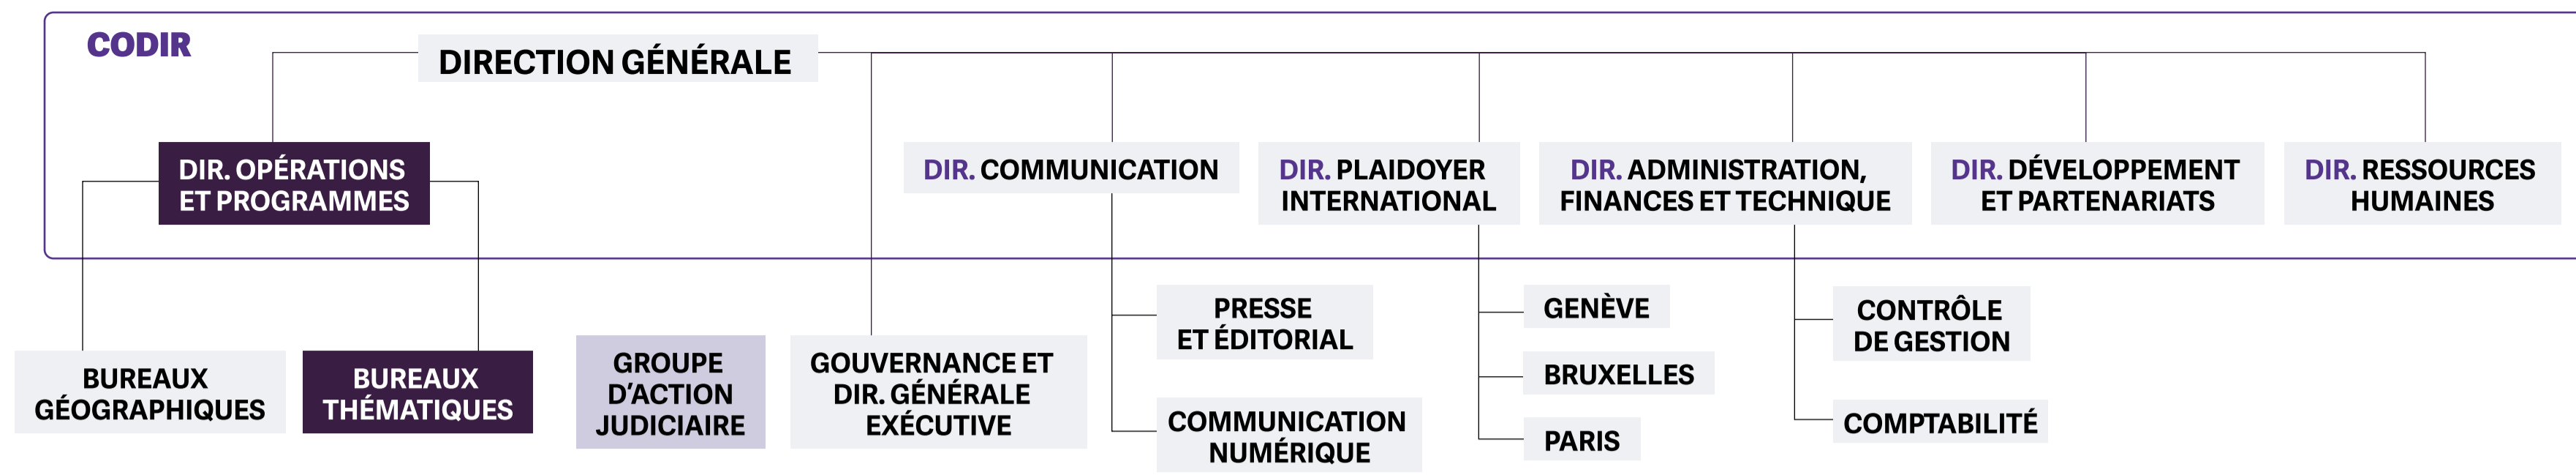 CODIR
DIRECTION GÉNÉRALE
DIR. OPÉRATIONS
ET PROGRAMMES
DIR. COMMUNICATION
DIR. PLAIDOYER
INTERNATIONAL
DIR. ADMINISTRATION,
FINANCES ET TECHNIQUE
DIR. DÉVELOPPEMENT
ET PARTENARIATS
DIR. RESSOURCES
HUMAINES
BUREAUX
GÉOGRAPHIQUES
BUREAUX
THÉMATIQUES
GROUPE
D’ACTION
JUDICIAIRE
GOUVERNANCE ET
DIR. GÉNÉRALE
EXÉCUTIVE
PRESSE
ET ÉDITORIAL
COMMUNICATION
NUMÉRIQUE
GENÈVE
BRUXELLES
PARIS
CONTRÔLE
DE GESTION
COMPTABILITÉ